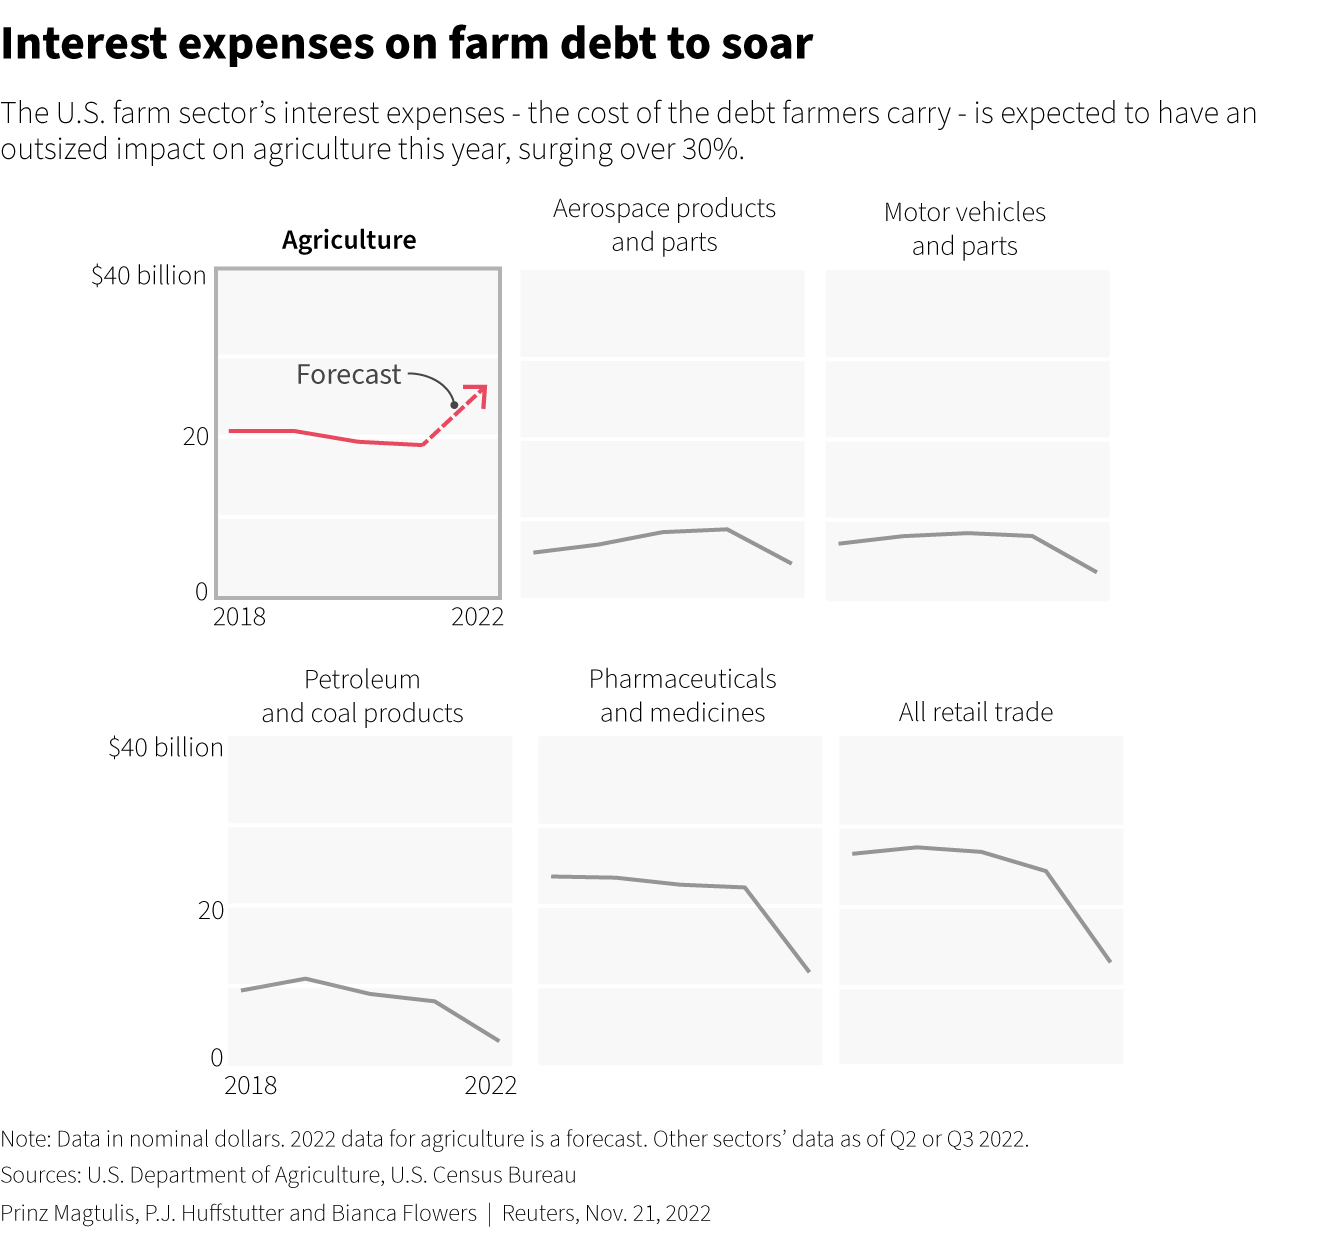 Interest expenses on farm debt to soar
The U.S. farm sector’s interest expenses - the cost of the debt farmers carry - is expected to have an
outsized impact on agriculture this year, surging over 30%.
Agriculture
Aerospace products
and parts
Motor vehicles
and parts
$40 billion
Forecast
20
0
2018
2022
Petroleum
and coal products
Pharmaceuticals
and medicines
All retail trade
$40 billion
20
0
2018
2022
Note: Data in nominal dollars. 2022 data for agriculture is a forecast. Other sectors’ data as of Q2 or Q3 2022.
Sources: U.S. Department of Agriculture, U.S. Census Bureau
Prinz Magtulis, P.J. Huffstutter and Bianca Flowers | Reuters, Nov. 21, 2022